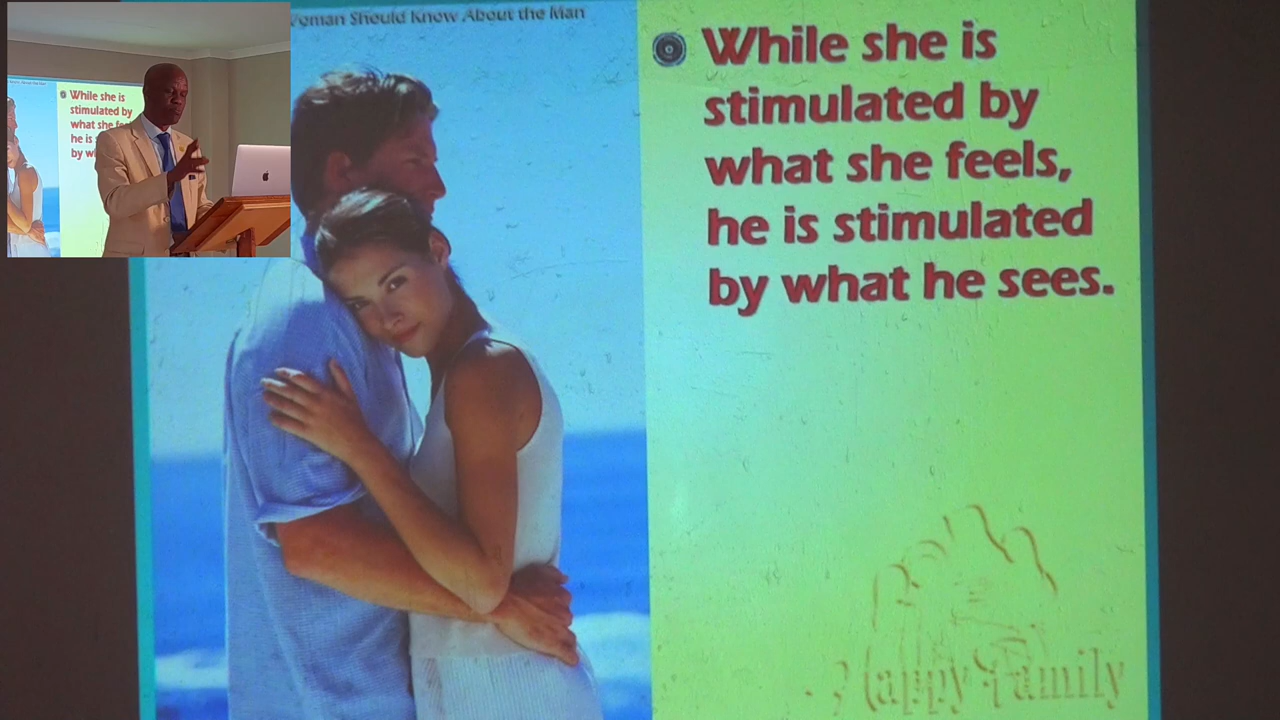 Woman Should Know About the Man
While she is
stimulated by
what she feels,
he is stimulated
by what he sees.
Happy Family
While she is
stimulated by
what she
he is
by